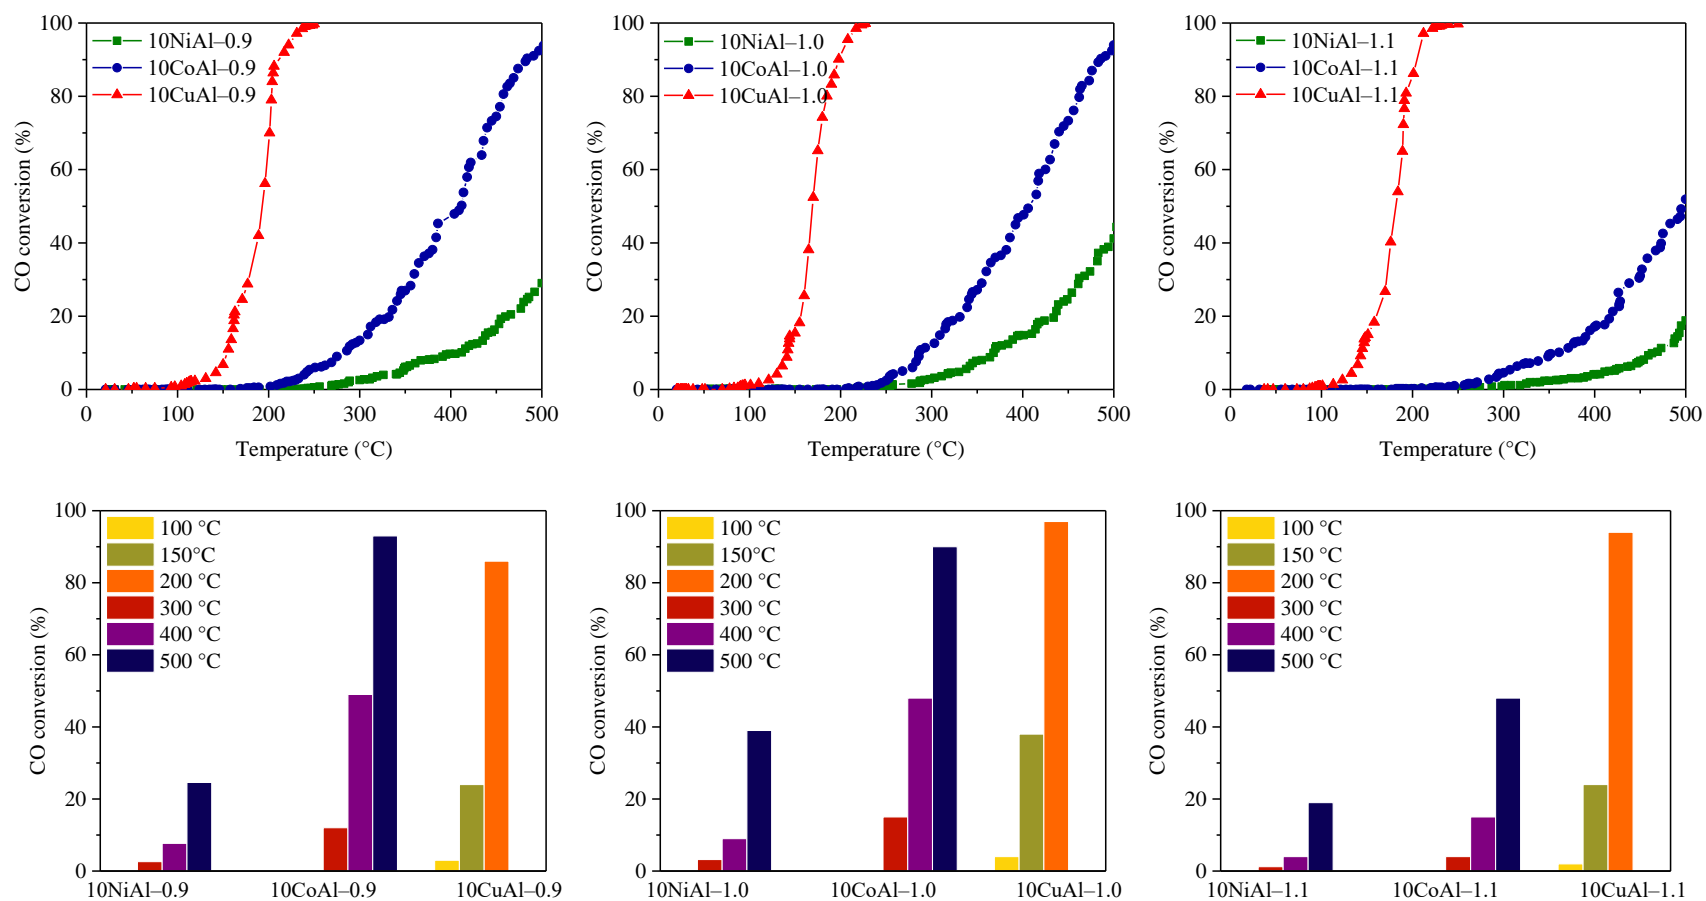 100
80
60
40
20
0
CO conversion (%)
10NiAl–0.9
10CoAl–0.9
10CuAl–0.9
0 100 200 300 400 500
Temperature (°C)
100
80
60
40
20
0
CO conversion (%)
10NiAl–1.0
10CoAl–1.0
10CuAl–1.0
0 100 200 300 400 500
Temperature (°C)
100
80
60
40
20
0
CO conversion (%)
10NiAl–1.1
10CoAl–1.1
10CuAl–1.1
0 100 200 300 400 500
Temperature (°C)
100
80
60
40
20
0
CO conversion (%)
100 °C
150°C
200 °C
300 °C
400 °C
500 °C
10NiAl–0.9 10CoAl–0.9 10CuAl–0.9
100
80
60
40
20
0
CO conversion (%)
100 °C
150°C
200 °C
300 °C
400 °C
500 °C
10NiAl–1.0 10CoAl–1.0 10CuAl–1.0
100
80
60
40
20
0
CO conversion (%)
100 °C
150 °C
200 °C
300 °C
400 °C
500 °C
10NiAl–1.1 10CoAl–1.1 10CuAl–1.1